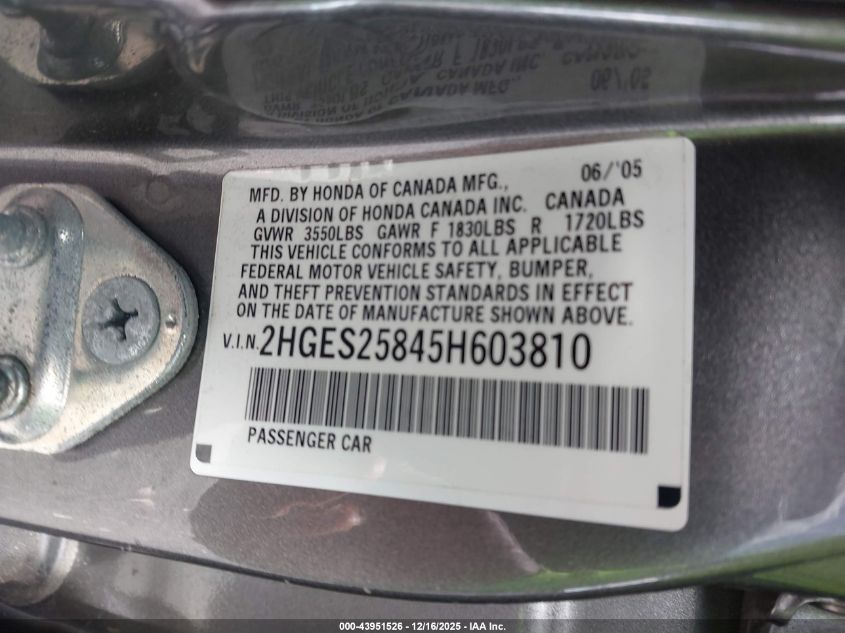 06/'05
MFD. BY HONDA OF CANADA MFG.,
A DIVISION OF HONDA CANADA INC. CANADA
GVWR 3550LBS GAWR F 1830LBS R 1720LBS
THIS VEHICLE CONFORMS TO ALL APPLICABLE
FEDERAL MOTOR VEHICLE SAFETY, BUMPER,
AND THEFT PREVENTION STANDARDS IN EFFECT
ON THE DATE OF MANUFACTURE SHOWN ABOVE.
V.I.N. 2HGES25845H603810
PASSENGER CAR
000-43951526 - 12/16/2025 - IAA Inc.